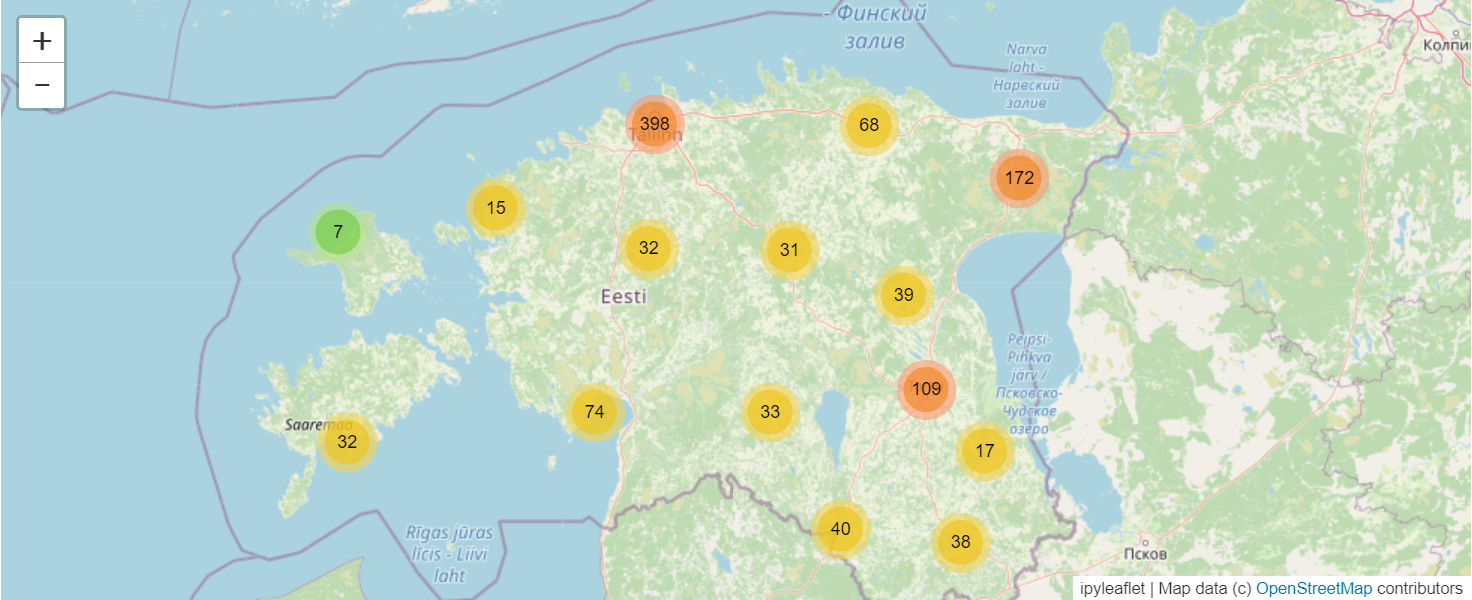 +
−
- Финский
залив
Narva
laht -
Нарвский
залив
Колпи
398
Tallinn
68
172
15
7
32
31
Eesti
39
Peipsi-
Pihkva
järv /
Псковско-
Чудское
озеро
109
74
33
Saaremaa
32
17
40
38
Rīgas jūras
līcis - Liivi
laht
Псков
ipyleaflet | Map data (c) OpenStreetMap contributors